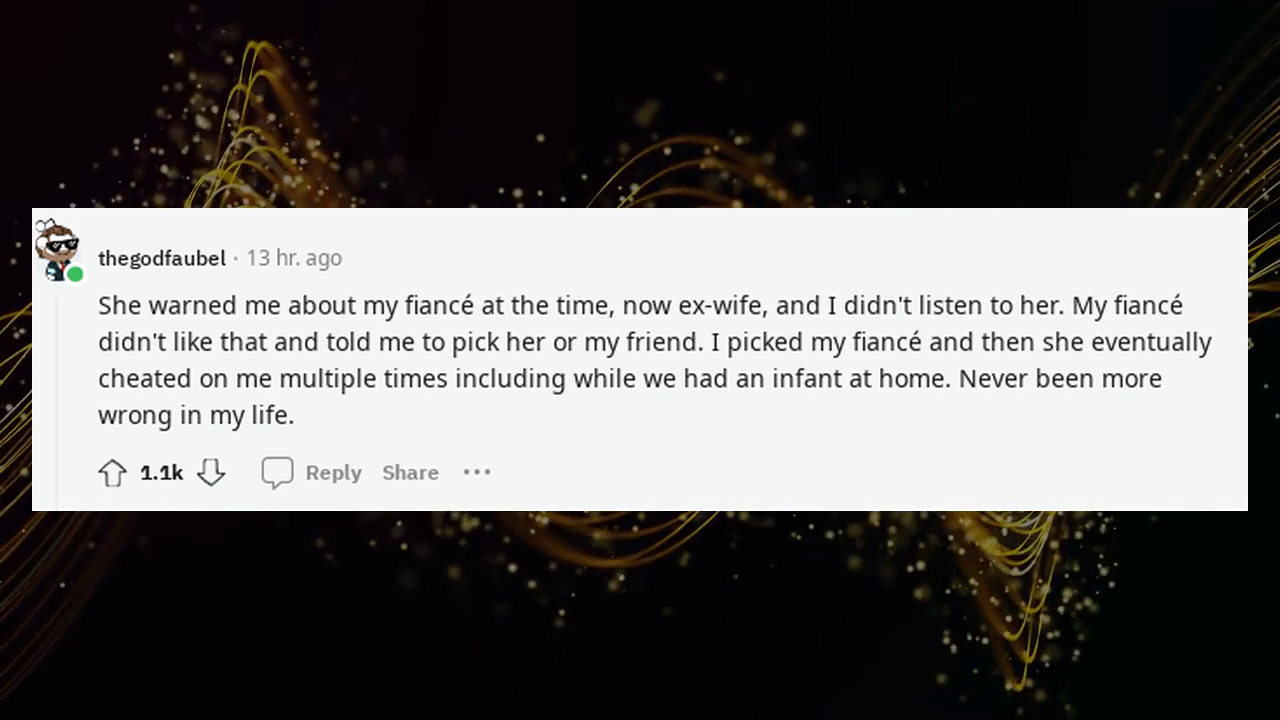 thegodfaubel · 13 hr. ago
She warned me about my fiancé at the time, now ex-wife, and I didn't listen to her. My fiancé
didn't like that and told me to pick her or my friend. I picked my fiancé and then she eventually
cheated on me multiple times including while we had an infant at home. Never been more
wrong in my life.
1.1k Reply Share